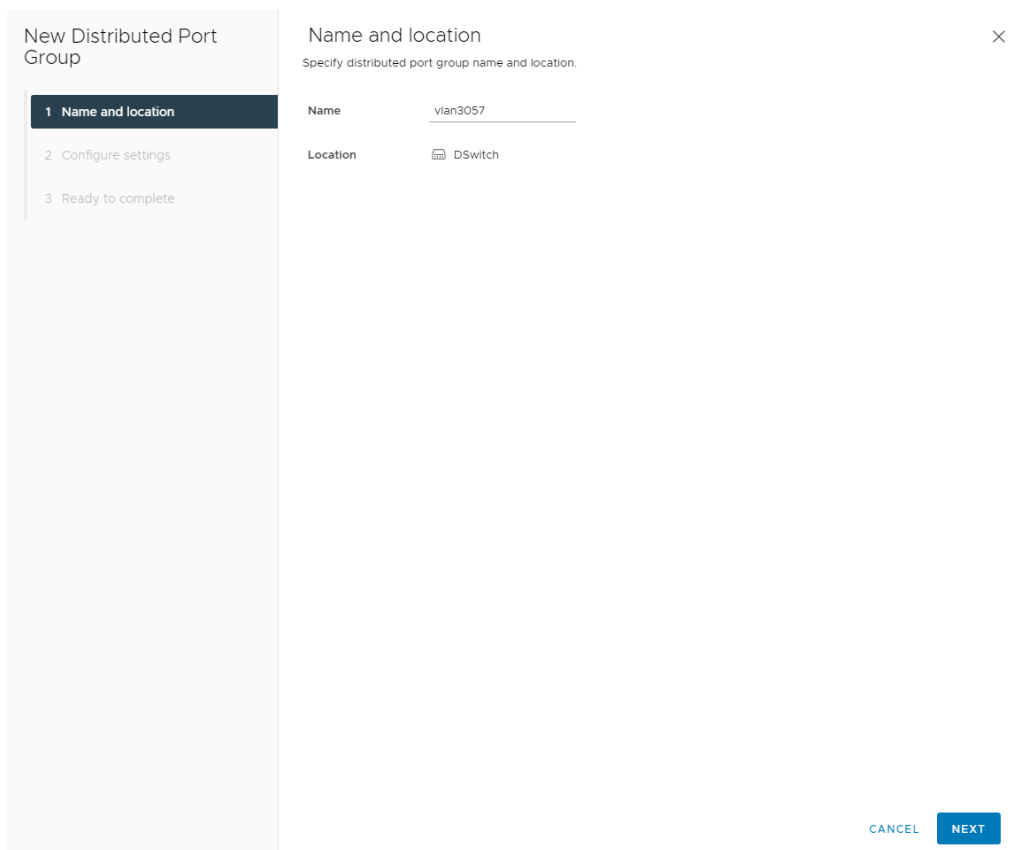 New Distributed Port
Group
1 Name and location
2 Configure settings
3 Ready to complete
Name and location
Specify distributed port group name and location.
Name vlan3057
Location DSwitch
CANCEL NEXT